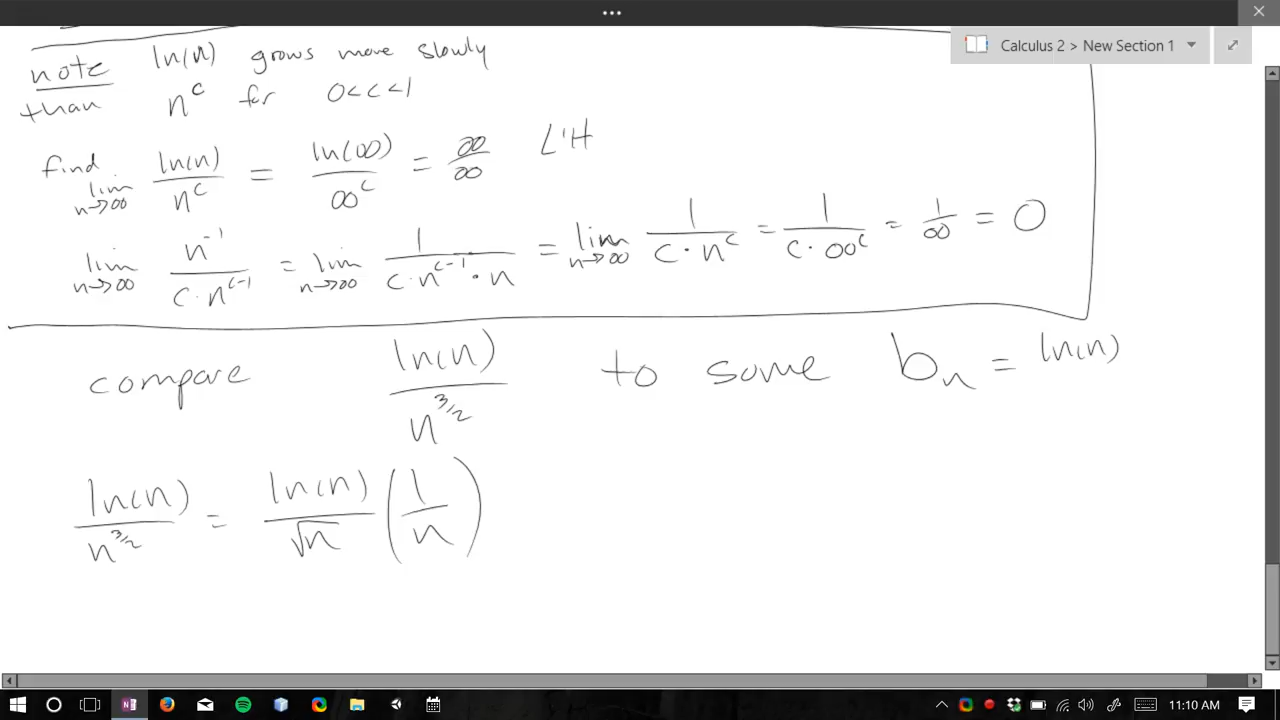 Calculus 2 > New Section 1
note ln(n) grows more slowly
than n^c for 0<c<1
find lim n→∞ ln(n)/n^c = ln(∞)/∞^c = ∞/∞ L'H
lim n→∞ n^-1/(c·n^(c-1)) = lim n→∞ 1/(c·n^(c-1)·n) = lim n→∞ 1/(c·n^c) = 1/(c·∞^c) = 1/∞ = 0
compare ln(n)/n^(3/2) to some b_n = ln(n)
ln(n)/n^(3/2) = ln(n)/√n (1/n)
11:10 AM